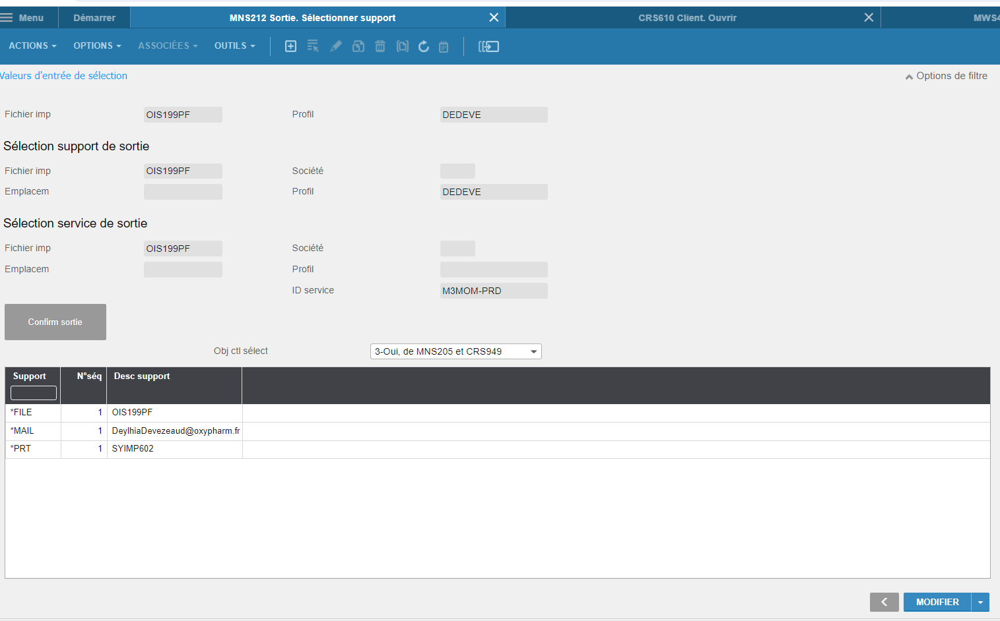 Menu Démarrer MNS212 Sortie. Sélectionner support CRS610 Client. Ouvrir MWS4
ACTIONS OPTIONS ASSOCIÉES OUTILS
Valeurs d'entrée de sélection Options de filtre
Fichier imp OIS199PF Profil DEDEVE
Sélection support de sortie
Fichier imp OIS199PF Société
Emplacem Profil DEDEVE
Sélection service de sortie
Fichier imp OIS199PF Société
Emplacem Profil
ID service M3MOM-PRD
Confirm sortie
Obj ctl sélect 3-Oui, de MNS205 et CRS949
Support N°séq Desc support
*FILE 1 OIS199PF
*MAIL 1 DeylhiaDevezeaud@oxypharm.fr
*PRT 1 SYIMP602
MODIFIER